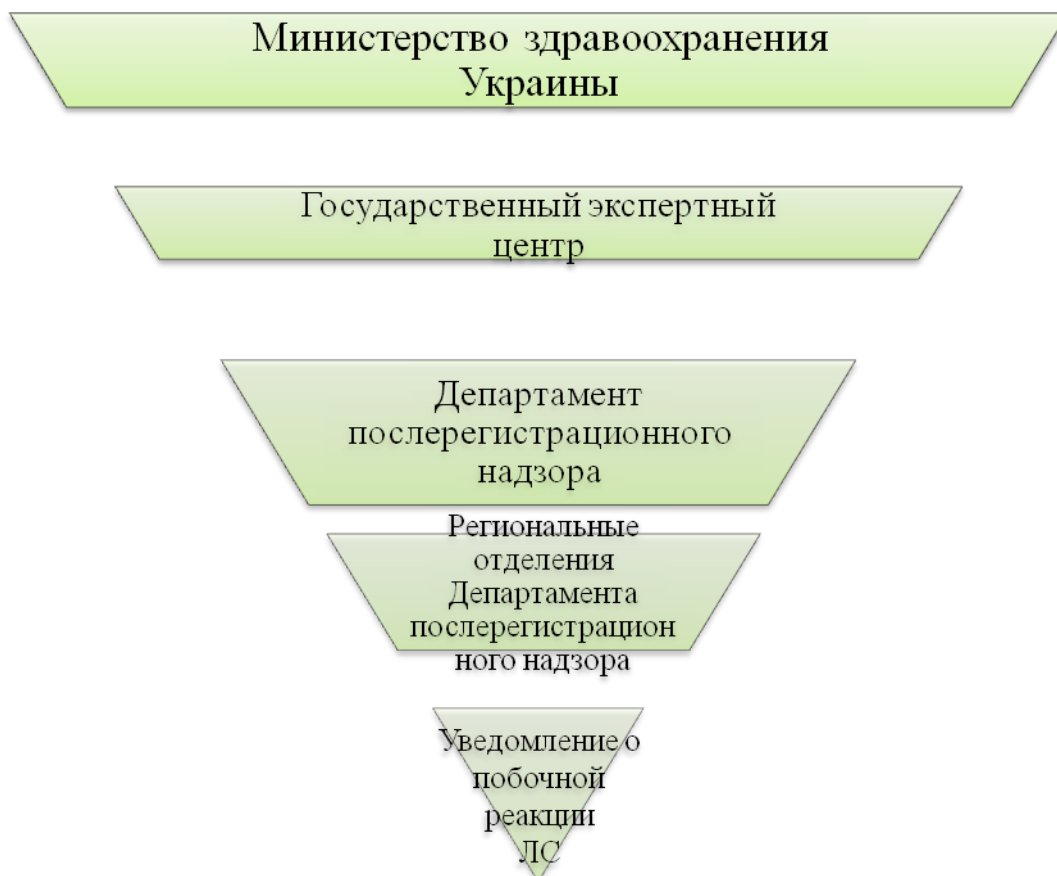 Министерство здравоохранения
Украины
Государственный экспертный
центр
Департамент
послерегистрационного
надзора
Региональные
отделения
Департамента
послерегистрацион
ного надзора
Уведомление о
побочной
реакции
ЛС